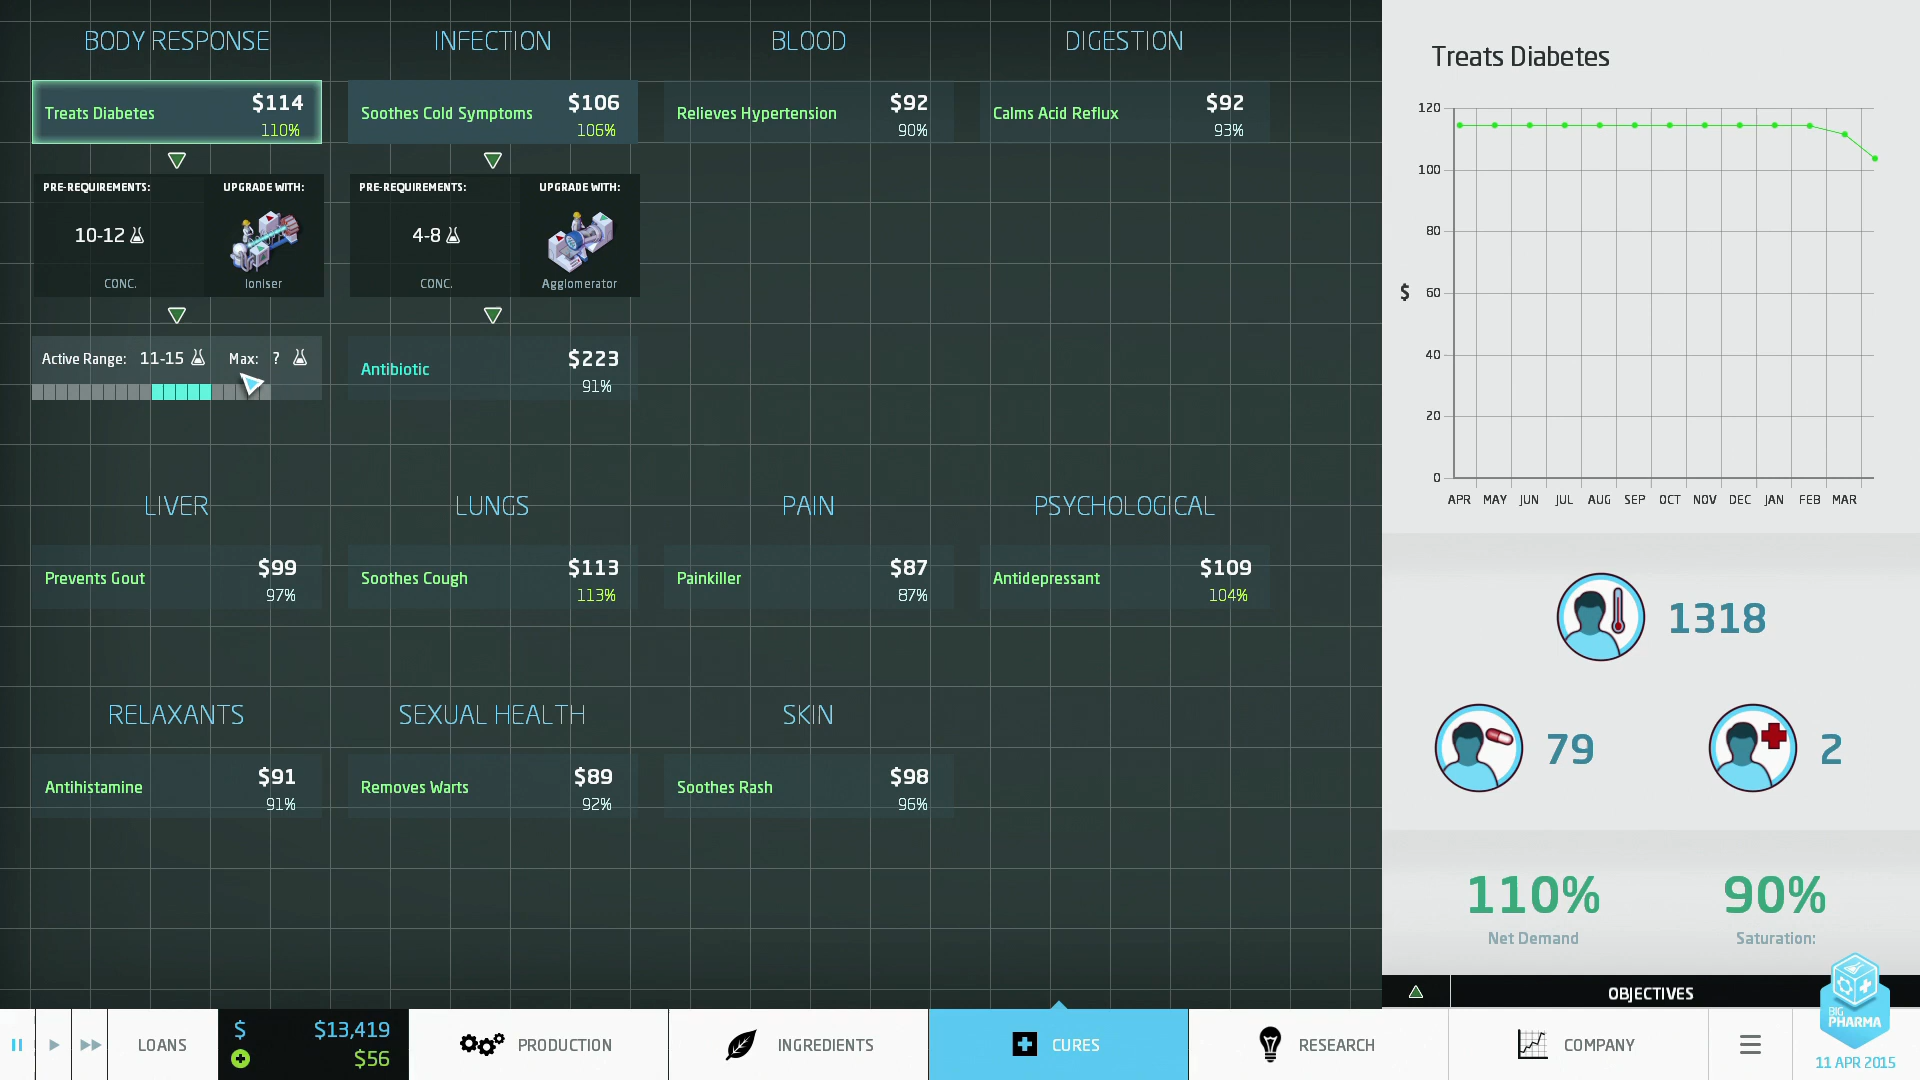 BODY RESPONSE
INFECTION
BLOOD
DIGESTION
Treats Diabetes
$114
110%
Soothes Cold Symptoms
$106
106%
Relieves Hypertension
$92
90%
Calms Acid Reflux
$92
93%
PRE-REQUIREMENTS:
UPGRADE WITH:
10-12
CONC.
Ioniser
PRE-REQUIREMENTS:
UPGRADE WITH:
4-8
CONC.
Agglomerator
Active Range: 11-15 Max: ?
Antibiotic
$223
91%
LIVER
LUNGS
PAIN
PSYCHOLOGICAL
Prevents Gout
$99
97%
Soothes Cough
$113
113%
Painkiller
$87
87%
Antidepressant
$109
104%
RELAXANTS
SEXUAL HEALTH
SKIN
Antihistamine
$91
91%
Removes Warts
$89
92%
Soothes Rash
$98
96%
Treats Diabetes
120
100
80
$ 60
40
20
0
APR MAY JUN JUL AUG SEP OCT NOV DEC JAN FEB MAR
1318
79
2
110%
90%
Net Demand
Saturation:
OBJECTIVES
LOANS
$ $13,419
$56
PRODUCTION
INGREDIENTS
CURES
RESEARCH
COMPANY
BIG
PHARMA
11 APR 2015